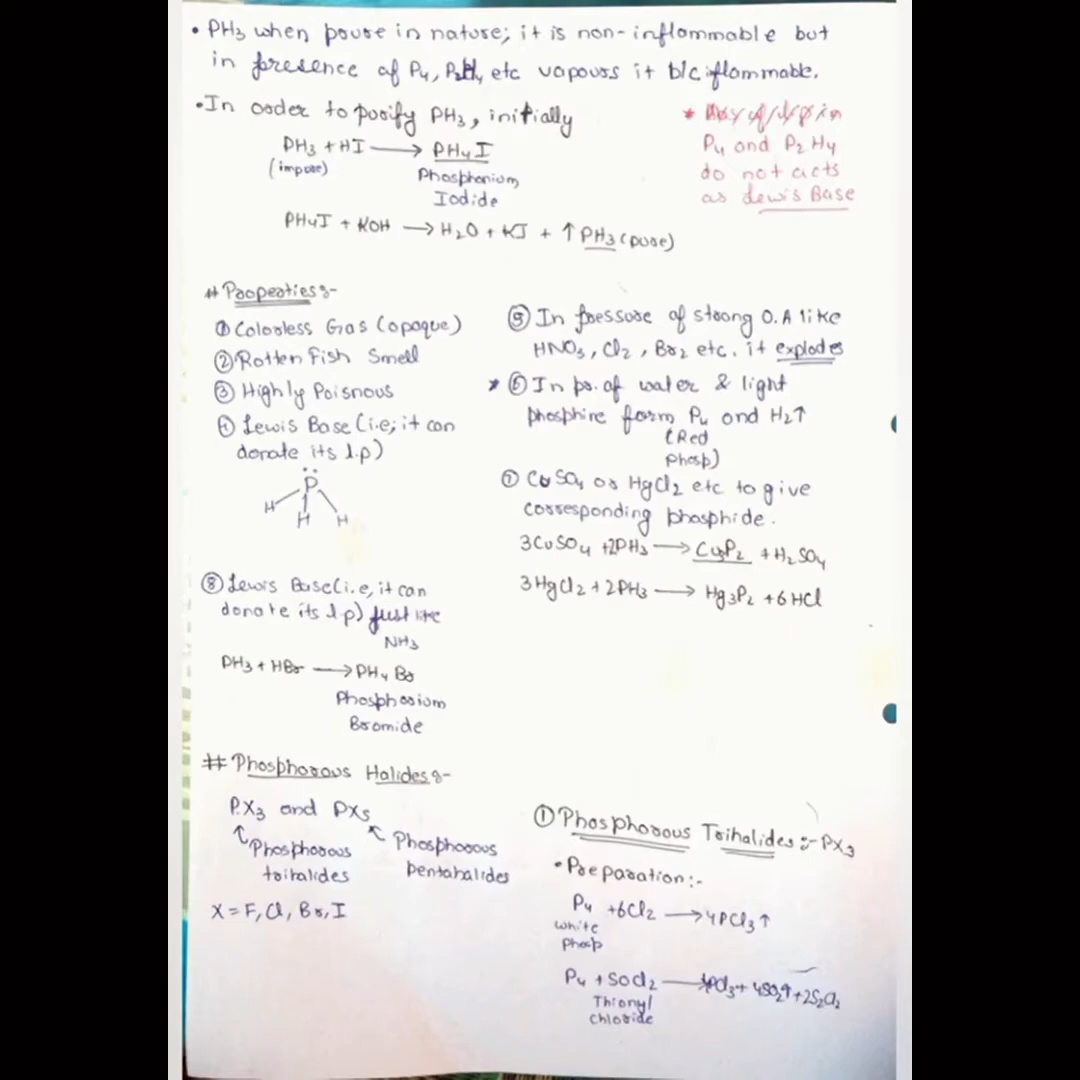 • PH3 when poure in nature; it is non-inflammable but
in presence of P4, P2H4 etc vapours it b/c iflommable.
• In order to purify PH3, initially
PH3 + HI → PH4I
(impure)
Phosphonium
Iodide
PH4I + KOH → H2O + KI + ↑ PH3 (pure)
*
P4 and P2H4
do not acts
as Lewis Base
# Properties:-
① Colorless Gas (opaque)
② Rotten Fish Smell
③ Highly Poisnous
④ Lewis Base (i.e; it can
donate its l.p)
P
H H H
⑤ In pressure of strong O.A like
HNO3, Cl2, Br2 etc. it explodes
* ⑥ In pr. of water & light
phosphire form P4 and H2↑
(Red
Phosp)
⑦ CuSO4 or HgCl2 etc to give
corresponding phosphide.
3CuSO4 + 2PH3 → Cu3P2 + H2SO4
3HgCl2 + 2PH3 → Hg3P2 + 6HCl
⑧ Lewis Base (i.e, it can
donate its l.p) Just like
NH3
PH3 + HBr → PH4 Br
Phosphorium
Bromide
# Phosphorous Halides:-
PX3 and PX5
Phosphorous
trihalides
Phosphorous
pentahalides
X = F, Cl, Br, I
① Phosphorous Trihalides:- PX3
• Preparation:-
P4 + 6Cl2 → 4PCl3↑
White
Phosp
P4 + SOCl2 → 4PCl3 + 4SO2↑ + 2S2Cl2
Thionyl
Chloride